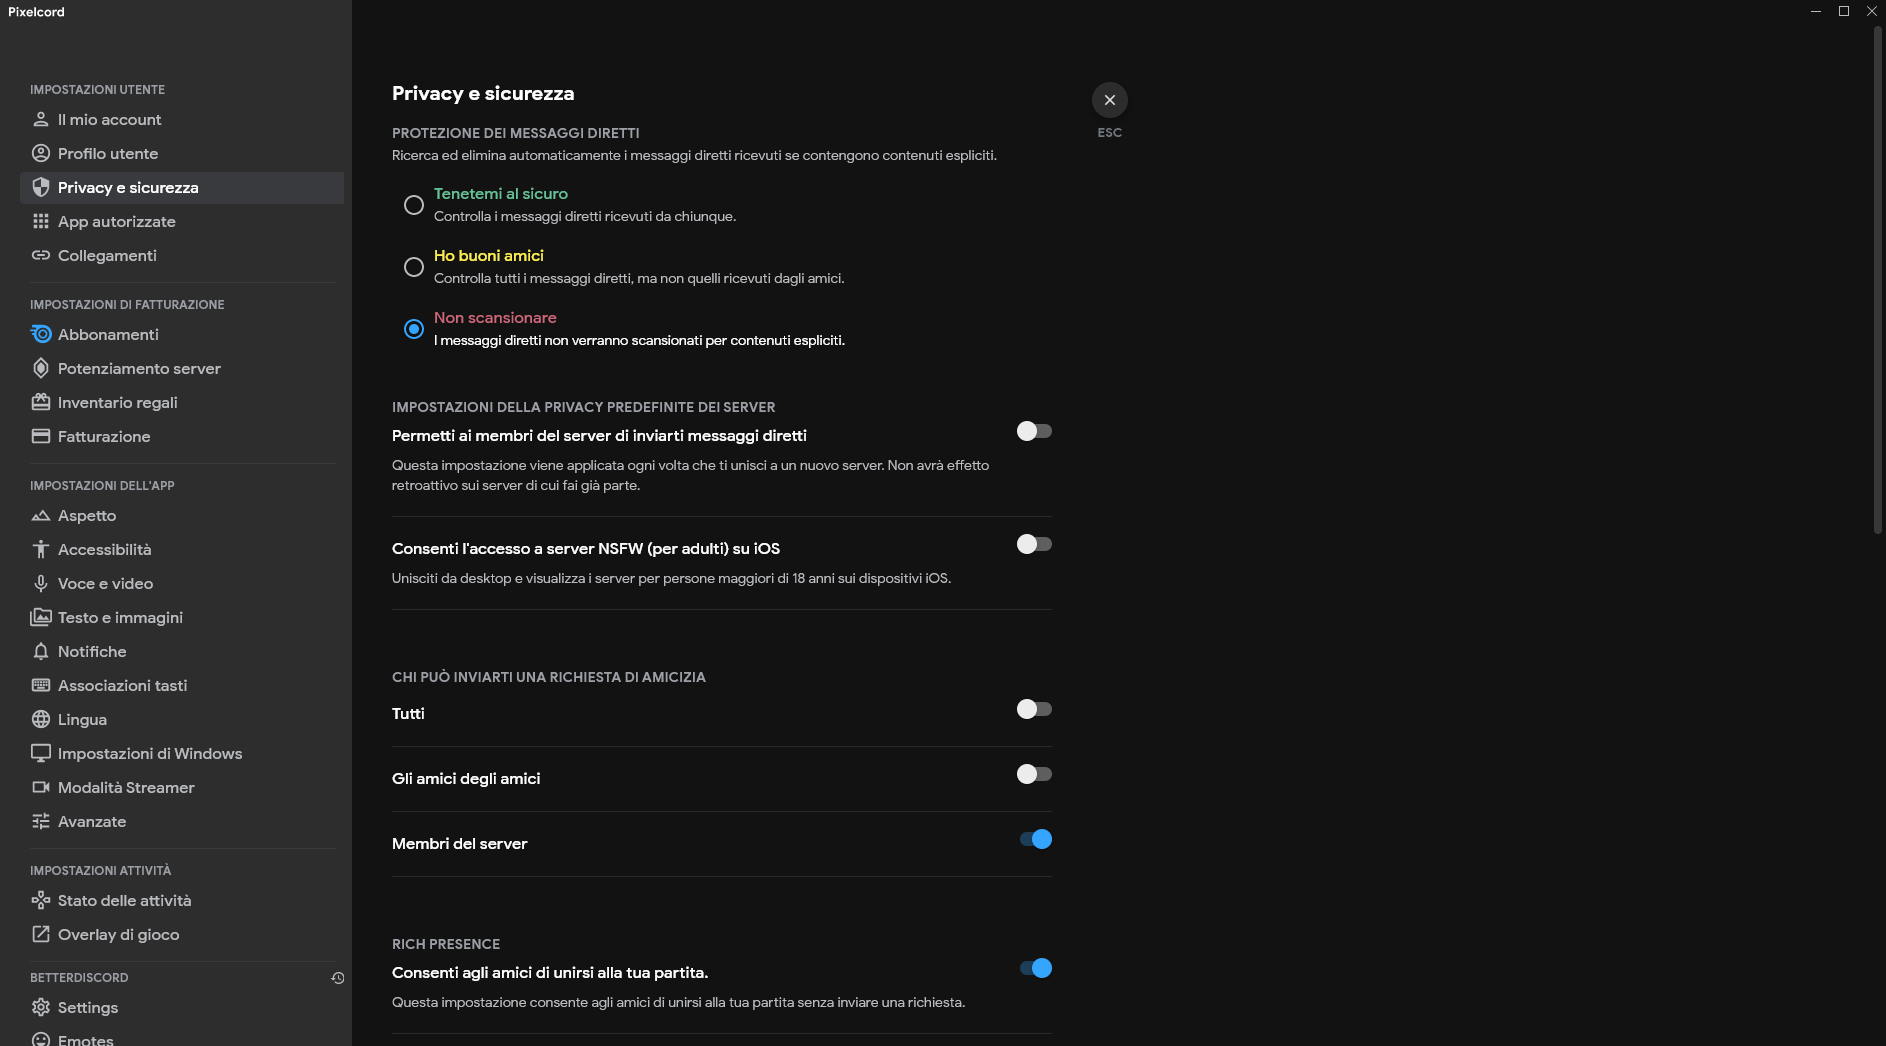 Pixelcord
IMPOSTAZIONI UTENTE
Il mio account
Profilo utente
Privacy e sicurezza
App autorizzate
Collegamenti
IMPOSTAZIONI DI FATTURAZIONE
Abbonamenti
Potenziamento server
Inventario regali
Fatturazione
IMPOSTAZIONI DELL'APP
Aspetto
Accessibilità
Voce e video
Testo e immagini
Notifiche
Associazioni tasti
Lingua
Impostazioni di Windows
Modalità Streamer
Avanzate
IMPOSTAZIONI ATTIVITÀ
Stato delle attività
Overlay di gioco
BETTERDISCORD
Settings
Emotes
Privacy e sicurezza
ESC
PROTEZIONE DEI MESSAGGI DIRETTI
Ricerca ed elimina automaticamente i messaggi diretti ricevuti se contengono contenuti espliciti.
Tenetemi al sicuro
Controlla i messaggi diretti ricevuti da chiunque.
Ho buoni amici
Controlla tutti i messaggi diretti, ma non quelli ricevuti dagli amici.
Non scansionare
I messaggi diretti non verranno scansionati per contenuti espliciti.
IMPOSTAZIONI DELLA PRIVACY PREDEFINITE DEI SERVER
Permetti ai membri del server di inviarti messaggi diretti
Questa impostazione viene applicata ogni volta che ti unisci a un nuovo server. Non avrà effetto
retroattivo sui server di cui fai già parte.
Consenti l'accesso a server NSFW (per adulti) su iOS
Unisciti da desktop e visualizza i server per persone maggiori di 18 anni sui dispositivi iOS.
CHI PUÒ INVIARTI UNA RICHIESTA DI AMICIZIA
Tutti
Gli amici degli amici
Membri del server
RICH PRESENCE
Consenti agli amici di unirsi alla tua partita.
Questa impostazione consente agli amici di unirsi alla tua partita senza inviare una richiesta.